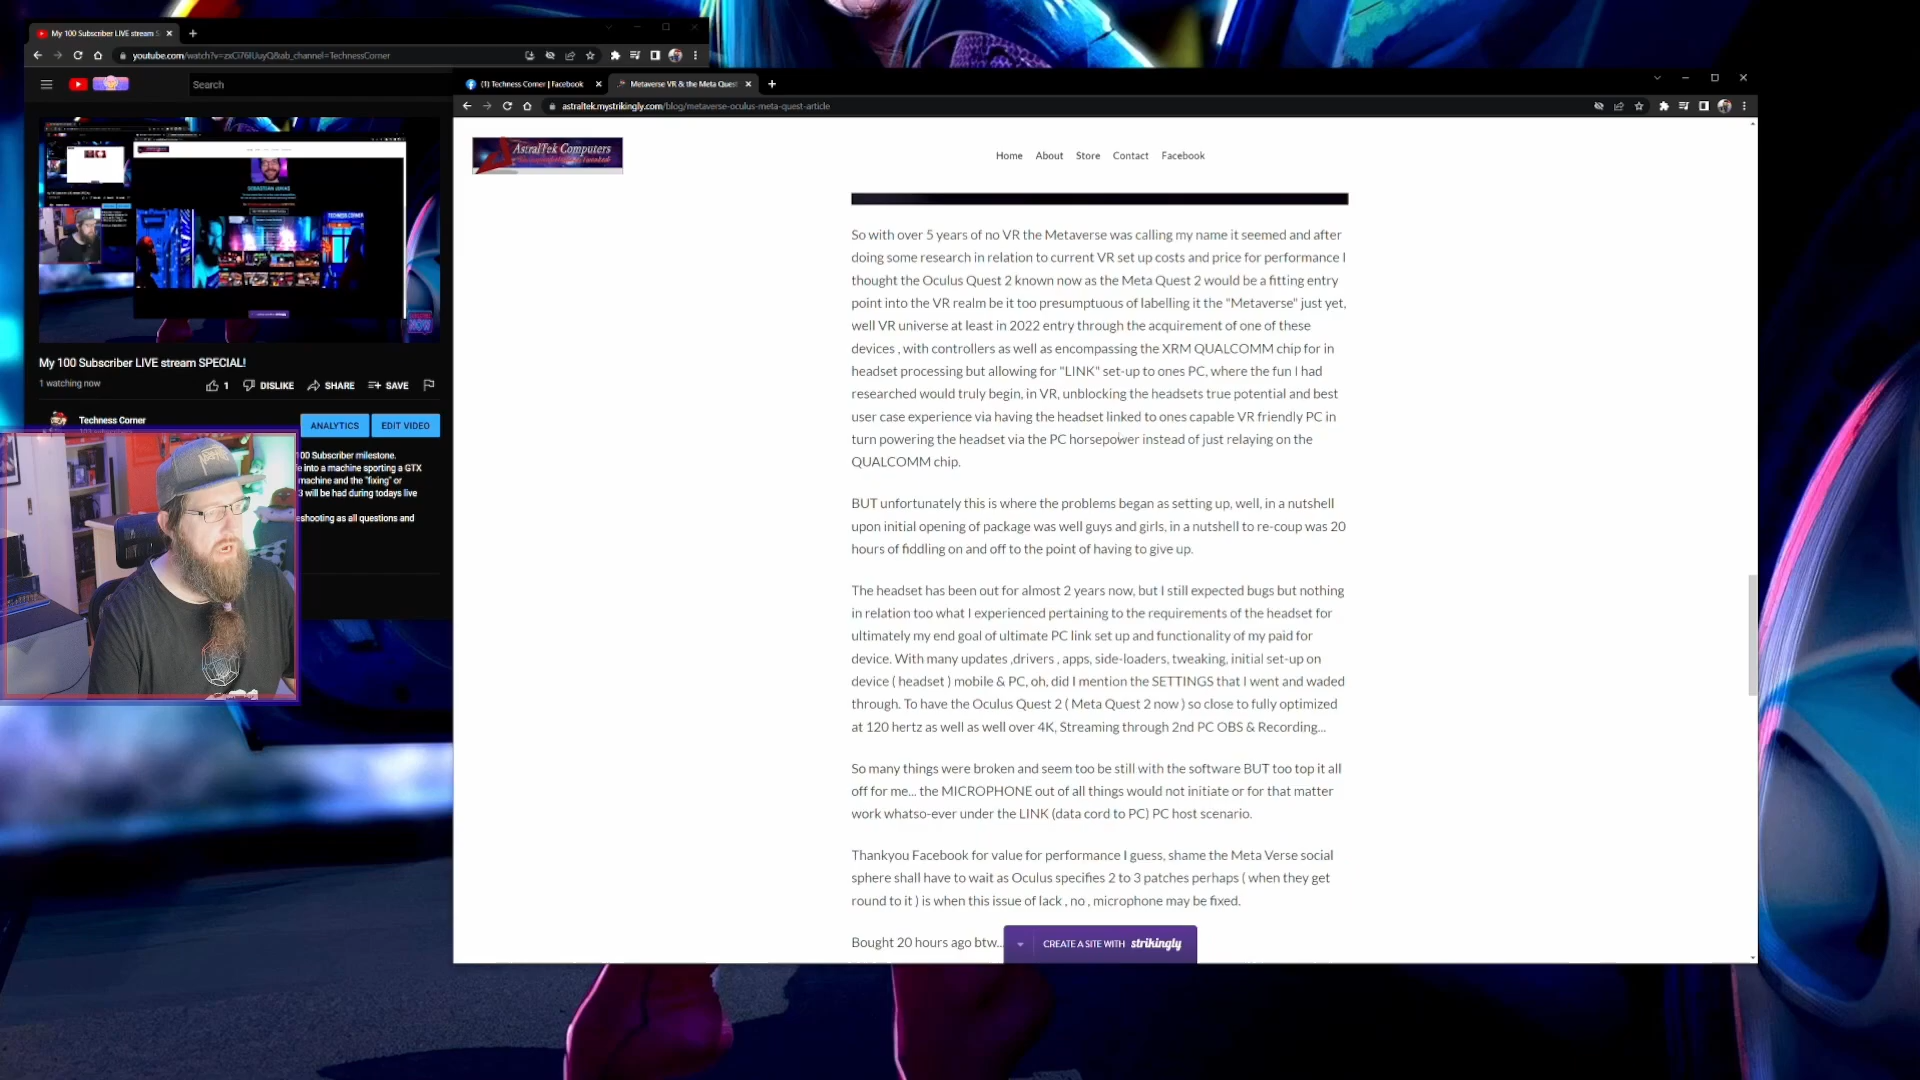 My 100 Subscriber LIVE stream S
youtube.com/watch?v=zxCi76IUuyQ&ab_channel=TechnessCorner
Search
My 100 Subscriber LIVE stream SPECIAL!
1 watching now
1
DISLIKE
SHARE
SAVE
Techness Corner
ANALYTICS
EDIT VIDEO
100 Subscriber milestone.
into a machine sporting a GTX
machine and the "fixing" or
3 will be had during todays live
eshooting as all questions and
(1) Techness Corner | Facebook
Metaverse VR & the Meta Quest
astraltek.mystrikingly.com/blog/metaverse-oculus-meta-quest-article
AstralTek Computers
Home
About
Store
Contact
Facebook
So with over 5 years of no VR the Metaverse was calling my name it seemed and after
doing some research in relation to current VR set up costs and price for performance I
thought the Oculus Quest 2 known now as the Meta Quest 2 would be a fitting entry
point into the VR realm be it too presumptuous of labelling it the "Metaverse" just yet,
well VR universe at least in 2022 entry through the acquirement of one of these
devices , with controllers as well as encompassing the XRM QUALCOMM chip for in
headset processing but allowing for "LINK" set-up to ones PC, where the fun I had
researched would truly begin, in VR, unblocking the headsets true potential and best
user case experience via having the headset linked to ones capable VR friendly PC in
turn powering the headset via the PC horsepower instead of just relaying on the
QUALCOMM chip.
BUT unfortunately this is where the problems began as setting up, well, in a nutshell
upon initial opening of package was well guys and girls, in a nutshell to re-coup was 20
hours of fiddling on and off to the point of having to give up.
The headset has been out for almost 2 years now, but I still expected bugs but nothing
in relation too what I experienced pertaining to the requirements of the headset for
ultimately my end goal of ultimate PC link set up and functionality of my paid for
device. With many updates ,drivers , apps, side-loaders, tweaking, initial set-up on
device ( headset ) mobile & PC, oh, did I mention the SETTINGS that I went and waded
through. To have the Oculus Quest 2 ( Meta Quest 2 now ) so close to fully optimized
at 120 hertz as well as well over 4K, Streaming through 2nd PC OBS & Recording...
So many things were broken and seem too be still with the software BUT too top it all
off for me... the MICROPHONE out of all things would not initiate or for that matter
work whatso-ever under the LINK (data cord to PC) PC host scenario.
Thankyou Facebook for value for performance I guess, shame the Meta Verse social
sphere shall have to wait as Oculus specifies 2 to 3 patches perhaps ( when they get
round to it ) is when this issue of lack , no , microphone may be fixed.
Bought 20 hours ago btw...
CREATE A SITE WITH strikingly